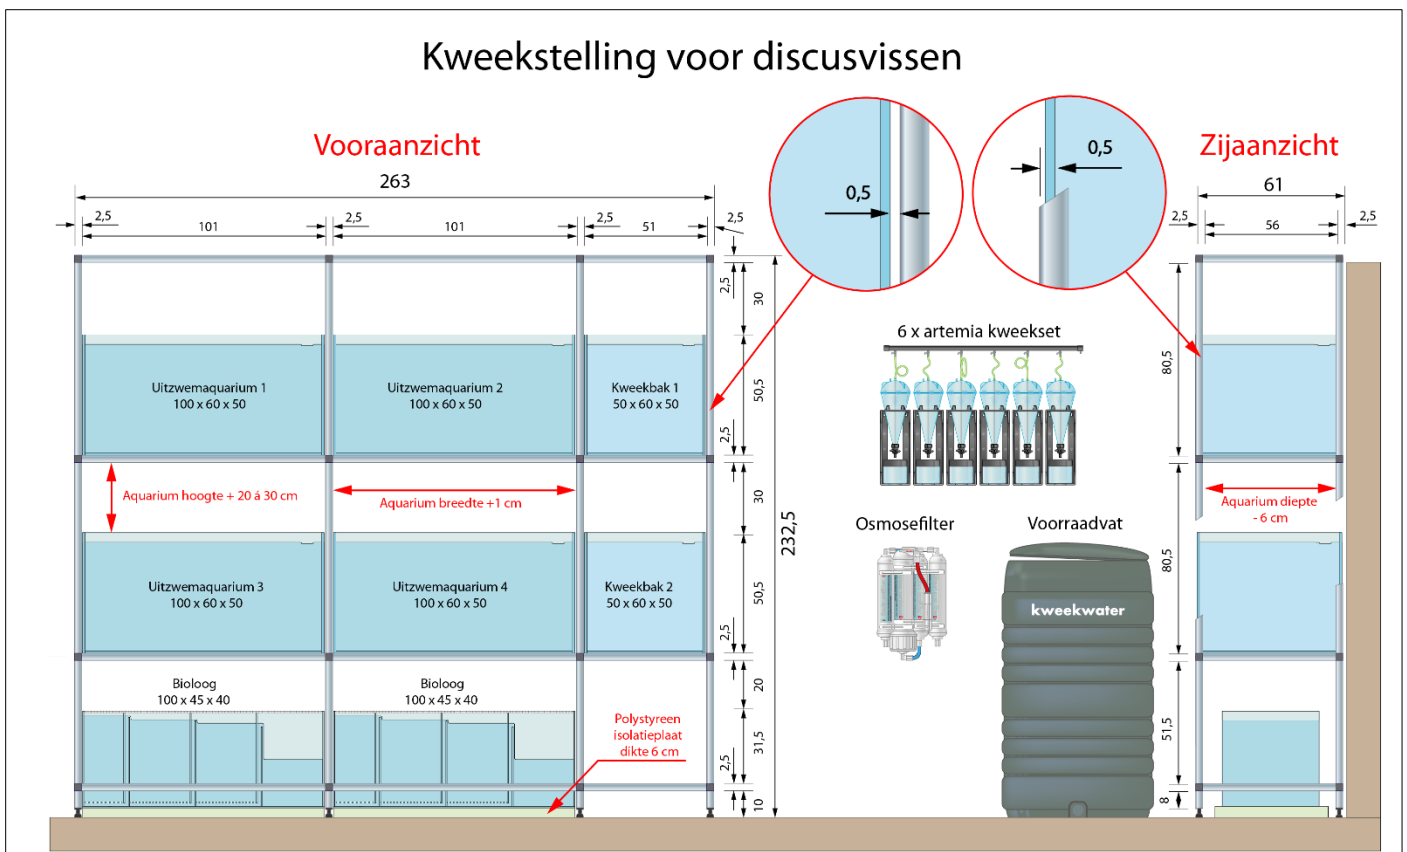 Kweekstelling voor discusvissen
Vooraanzicht
Zijaanzicht
263
2,5
101
2,5
101
2,5
51
2,5
0,5
0,5
61
2,5
56
2,5
2,5
30
50,5
2,5
30
50,5
2,5
20
31,5
2,5
10
232,5
80,5
80,5
51,5
8
Uitzwemaquarium 1
100 x 60 x 50
Uitzwemaquarium 2
100 x 60 x 50
Kweekbak 1
50 x 60 x 50
6 x artemia kweekset
Aquarium hoogte + 20 á 30 cm
Aquarium breedte +1 cm
Aquarium diepte
- 6 cm
Osmosefilter
Voorraadvat
kweekwater
Uitzwemaquarium 3
100 x 60 x 50
Uitzwemaquarium 4
100 x 60 x 50
Kweekbak 2
50 x 60 x 50
Bioloog
100 x 45 x 40
Bioloog
100 x 45 x 40
Polystyreen
isolatieplaat
dikte 6 cm